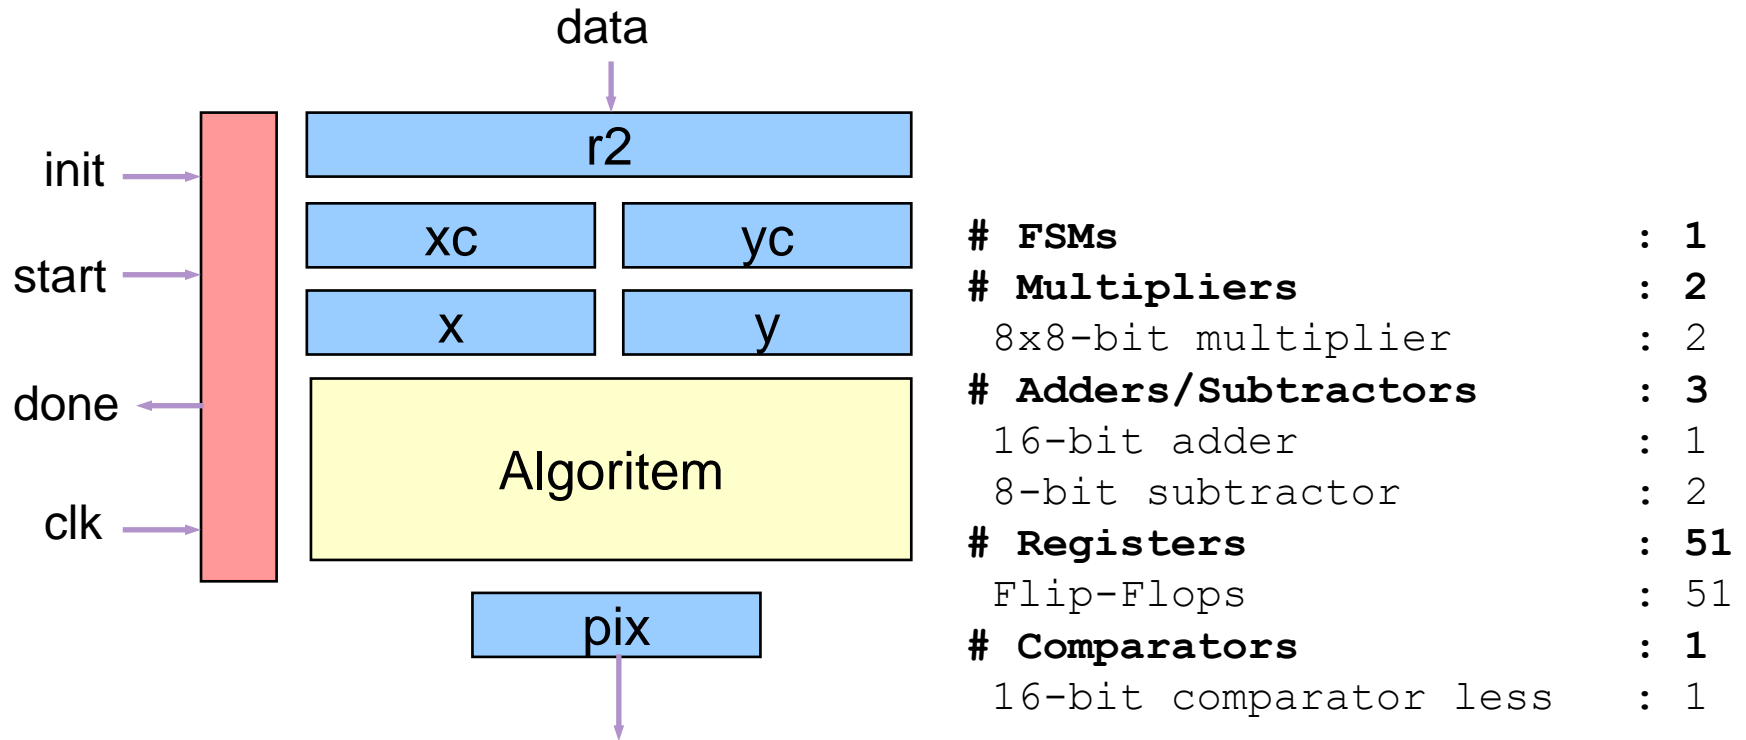 data
r2
init
xc
yc
start
x
y
done
Algoritem
clk
pix
# FSMs : 1
# Multipliers : 2
8x8-bit multiplier : 2
# Adders/Subtractors : 3
16-bit adder : 1
8-bit subtractor : 2
# Registers : 51
Flip-Flops : 51
# Comparators : 1
16-bit comparator less : 1